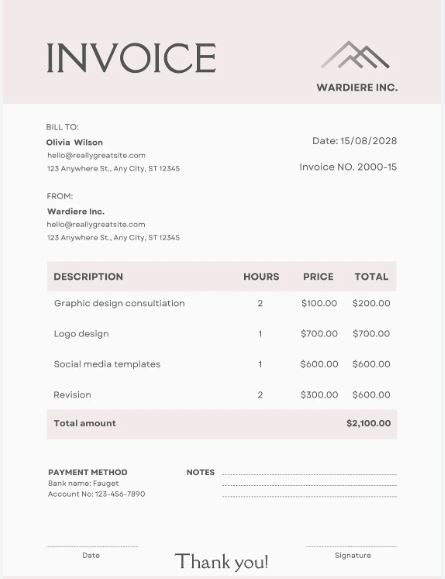 INVOICE
WARDIERE INC.
BILL TO:
Olivia Wilson
hello@reallygreatsite.com
123 Anywhere St., Any City, ST 12345
Date: 15/08/2028
Invoice NO. 2000-15
FROM:
Wardiere Inc.
hello@reallygreatsite.com
123 Anywhere St., Any City, ST 12345
DESCRIPTION HOURS PRICE TOTAL
Graphic design consultiation 2 $100.00 $200.00
Logo design 1 $700.00 $700.00
Social media templates 1 $600.00 $600.00
Revision 2 $300.00 $600.00
Total amount $2,100.00
PAYMENT METHOD
Bank name: Fauget
Account No: 123-456-7890
NOTES
Date
Thank you!
Signature